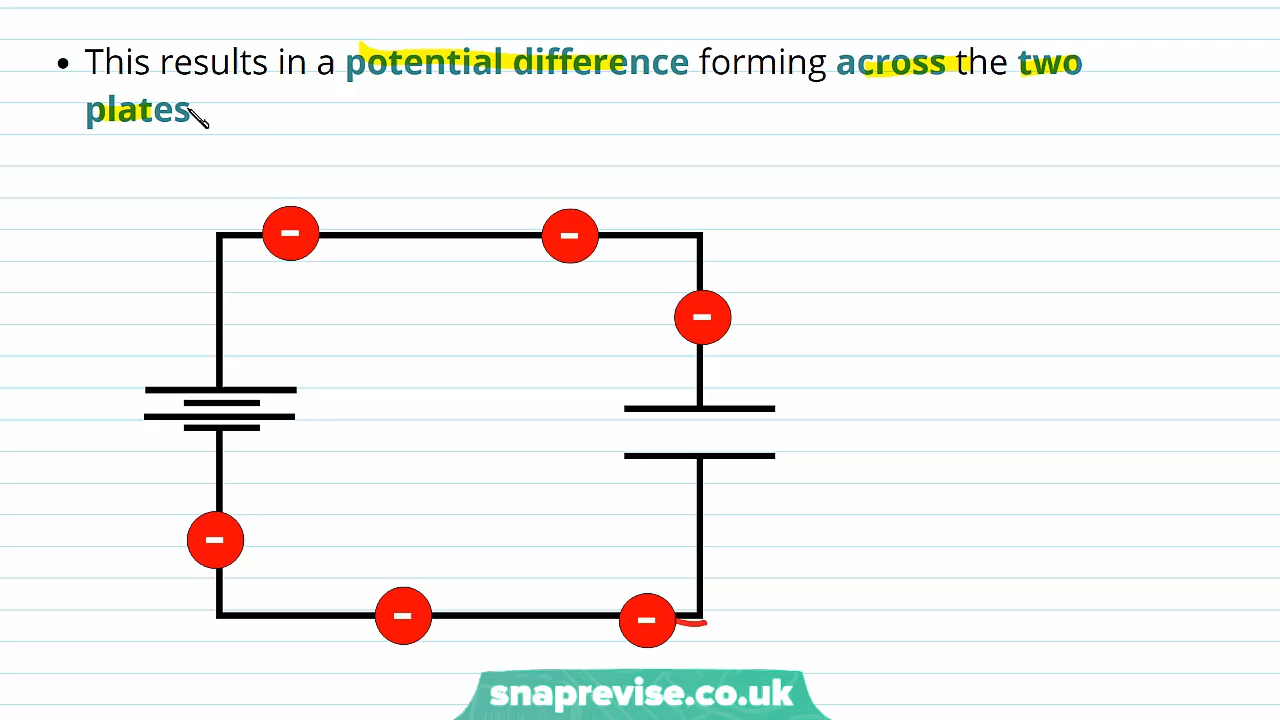 • This results in a potential difference forming across the two
plates.
snaprevise.co.uk